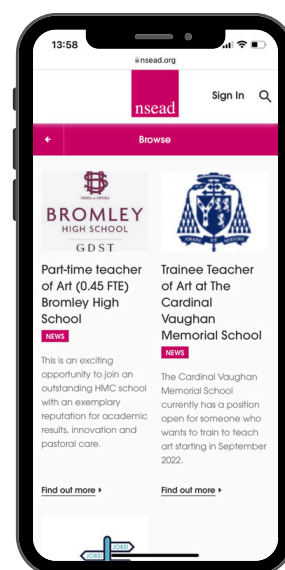 13:58
nsead.org
nsead
Sign In
Browse
BROMLEY
HIGH SCHOOL
GDST
Part-time teacher
of Art (0.45 FTE)
Bromley High
School
NEWS
This is an exciting
opportunity to join an
outstanding HMC school
with an exemplary
reputation for academic
results, innovation and
pastoral care.
Find out more
Trainee Teacher
of Art at The
Cardinal
Vaughan
Memorial School
NEWS
The Cardinal Vaughan
Memorial School
currently has a position
open for someone who
wants to train to teach
art starting in September
2022.
Find out more
JOBS!
JOBS!